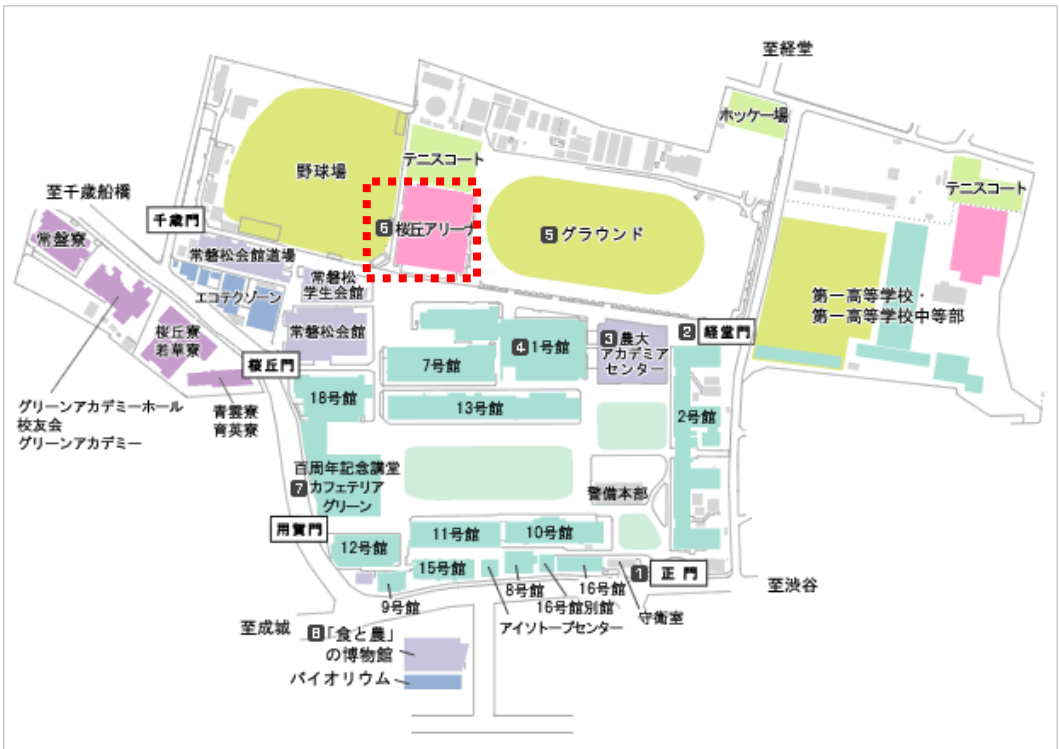 至経堂
ホッケー場
テニスコート
野球場
テニスコート
至千歳船橋
千歳門
6 桜丘アリーナ
5 グラウンド
常盤寮
常磐松会館道場
常磐松
学生会館
エコテクゾーン
第一高等学校・
第一高等学校中等部
桜丘寮
若草寮
常磐松会館
4 1号館
3 農大
アカデミア
センター
2 経堂門
桜丘門
7号館
グリーンアカデミーホール
校友会
グリーンアカデミー
青雲寮
育英寮
18号館
13号館
2号館
百周年記念講堂
7 カフェテリア
グリーン
警備本部
用賀門
12号館
11号館
10号館
15号館
9号館
8号館
16号館
16号館別館
アイソトープセンター
守衛室
1 正門
至渋谷
至成城
8 「食と農」
の博物館
バイオリウム